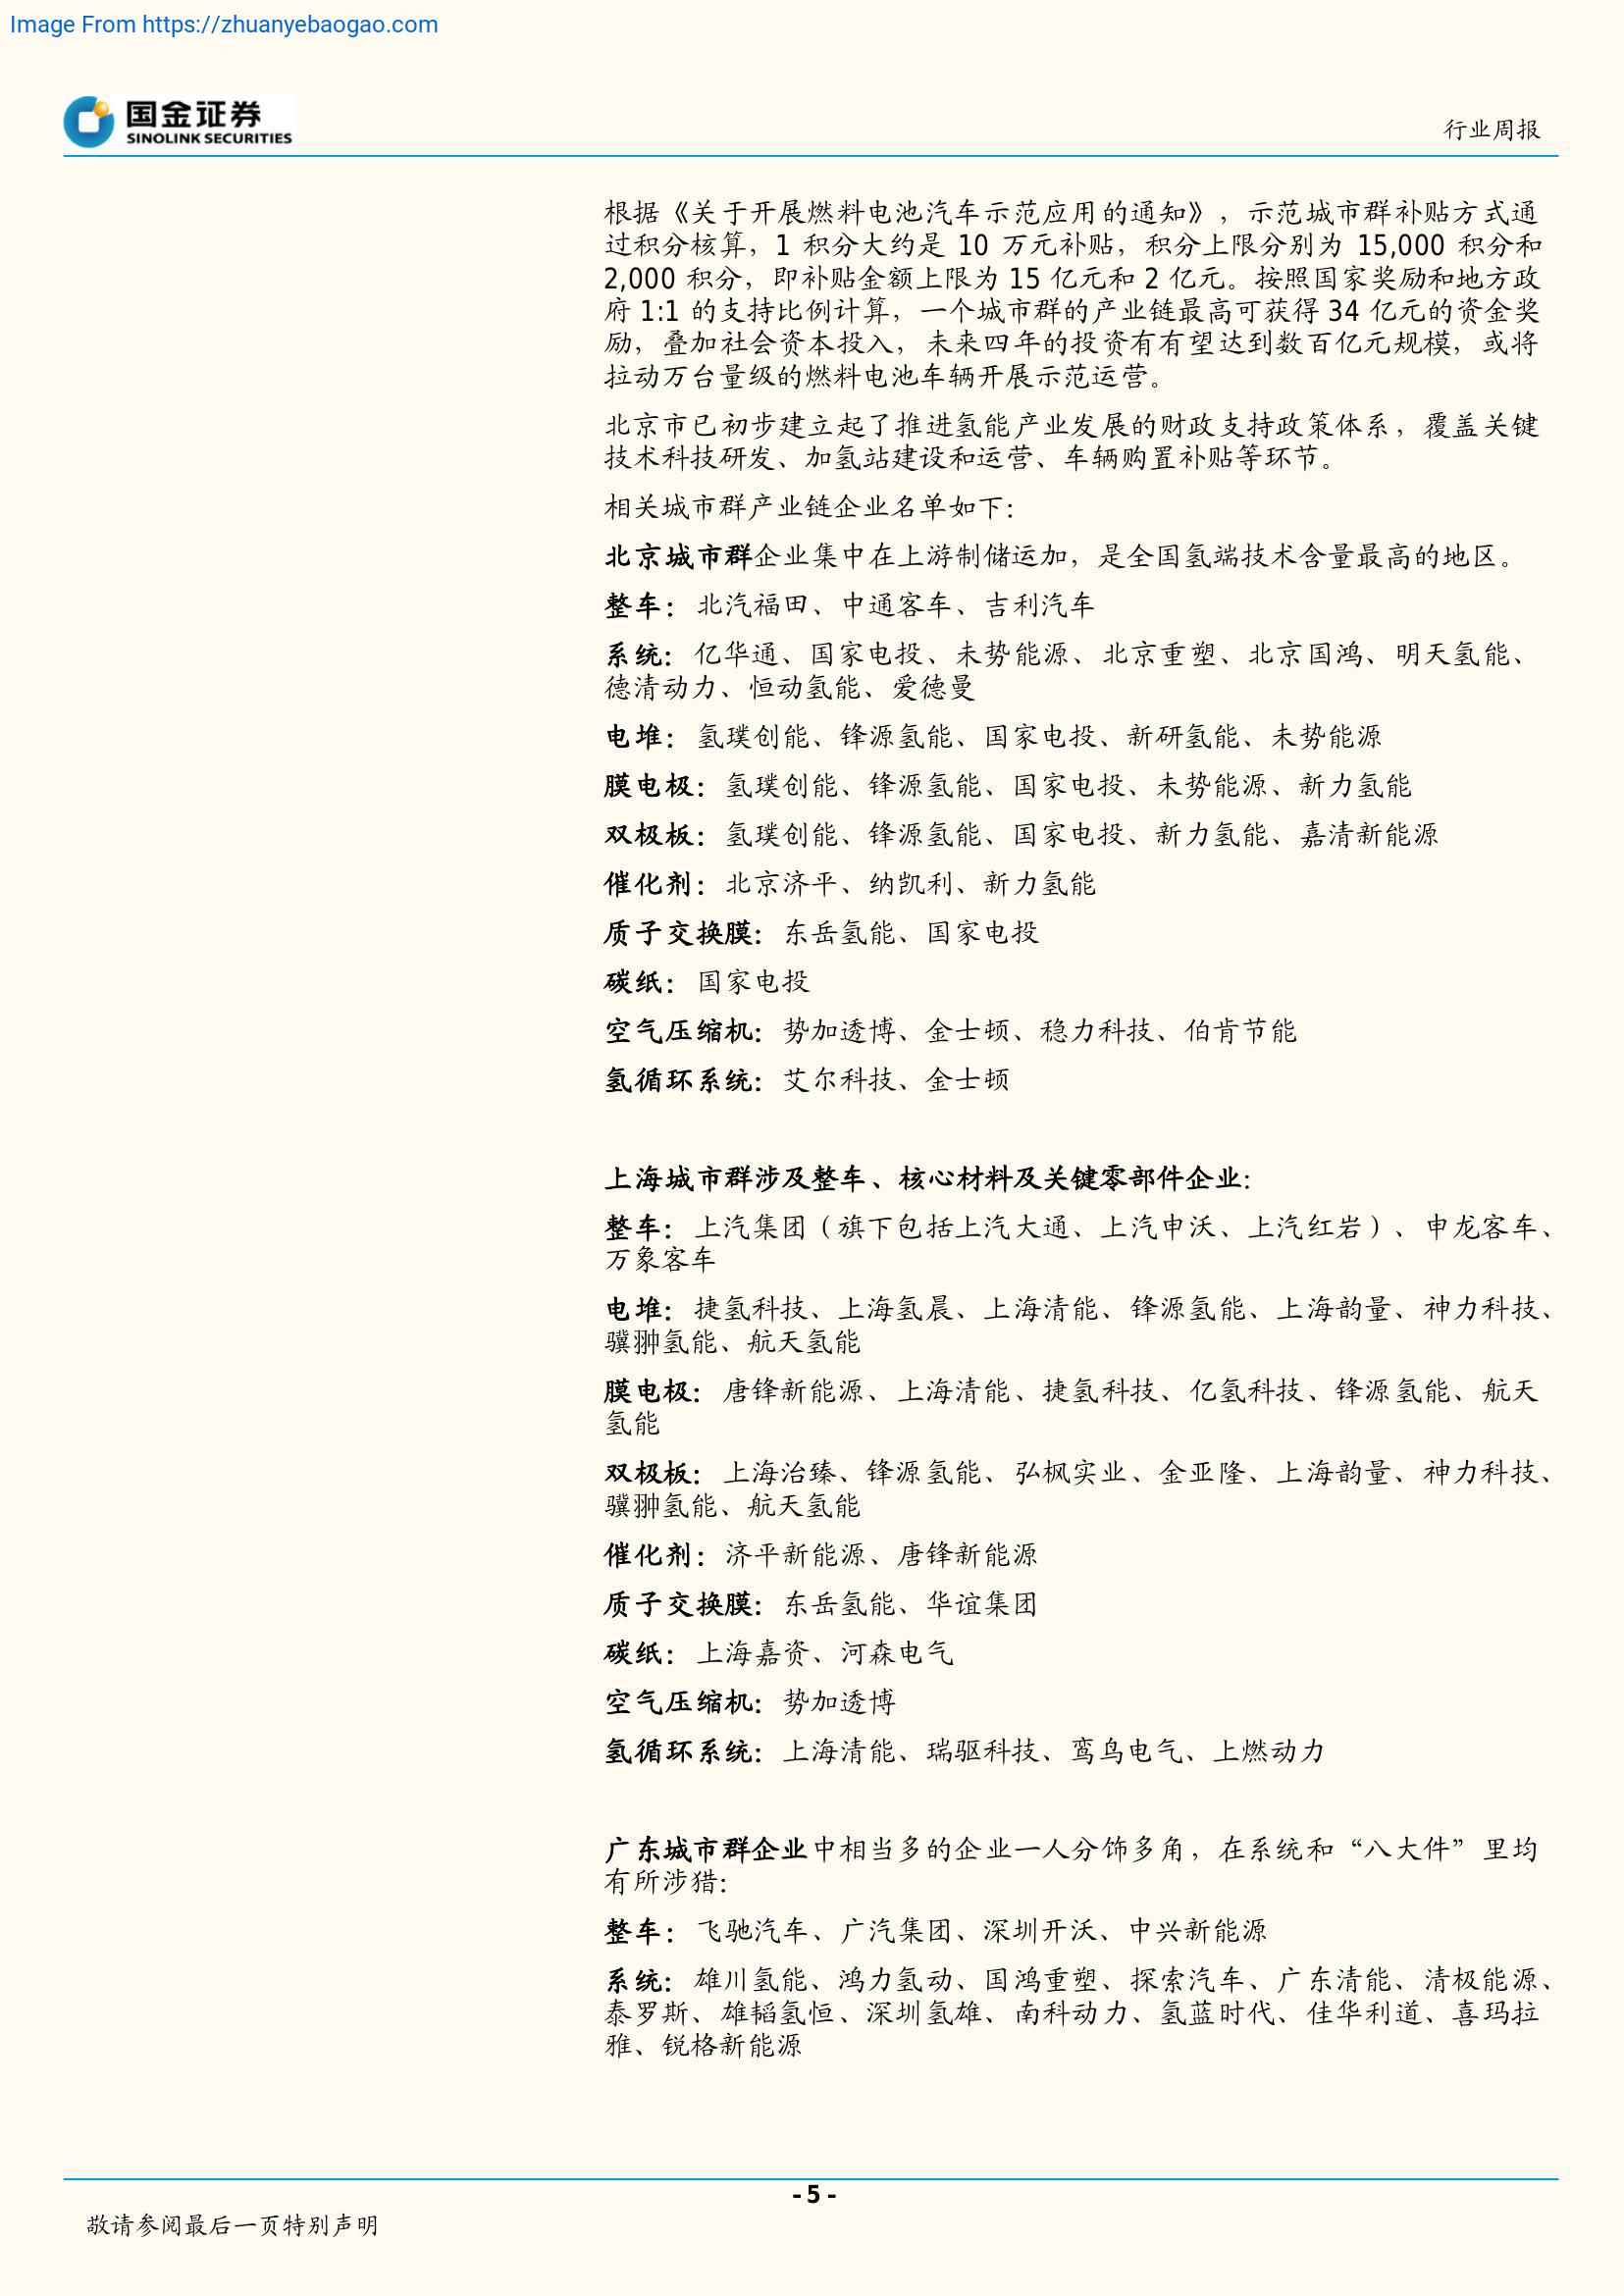 Image From https://zhuanyebaogao.com
国金证券
SINOLINK SECURITIES
行业周报
根据《关于开展燃料电池汽车示范应用的通知》，示范城市群补贴方式通
过积分核算，1 积分大约是 10 万元补贴，积分上限分别为 15,000 积分和
2,000 积分，即补贴金额上限为 15 亿元和 2 亿元。按照国家奖励和地方政
府 1:1 的支持比例计算，一个城市群的产业链最高可获得 34 亿元的资金奖
励，叠加社会资本投入，未来四年的投资有有望达到数百亿元规模，或将
拉动万台量级的燃料电池车辆开展示范运营。
北京市已初步建立起了推进氢能产业发展的财政支持政策体系，覆盖关键
技术科技研发、加氢站建设和运营、车辆购置补贴等环节。
相关城市群产业链企业名单如下：
北京城市群企业集中在上游制储运加，是全国氢端技术含量最高的地区。
整车：北汽福田、中通客车、吉利汽车
系统：亿华通、国家电投、未势能源、北京重塑、北京国鸿、明天氢能、
德清动力、恒动氢能、爱德曼
电堆：氢璞创能、锋源氢能、国家电投、新研氢能、未势能源
膜电极：氢璞创能、锋源氢能、国家电投、未势能源、新力氢能
双极板：氢璞创能、锋源氢能、国家电投、新力氢能、嘉清新能源
催化剂：北京济平、纳凯利、新力氢能
质子交换膜：东岳氢能、国家电投
碳纸：国家电投
空气压缩机：势加透博、金士顿、稳力科技、伯肯节能
氢循环系统：艾尔科技、金士顿
上海城市群涉及整车、核心材料及关键零部件企业：
整车：上汽集团（旗下包括上汽大通、上汽申沃、上汽红岩）、申龙客车、
万象客车
电堆：捷氢科技、上海氢晨、上海清能、锋源氢能、上海韵量、神力科技、
骥翀氢能、航天氢能
膜电极：唐锋新能源、上海清能、捷氢科技、亿氢科技、锋源氢能、航天
氢能
双极板：上海治臻、锋源氢能、弘枫实业、金亚隆、上海韵量、神力科技、
骥翀氢能、航天氢能
催化剂：济平新能源、唐锋新能源
质子交换膜：东岳氢能、华谊集团
碳纸：上海嘉资、河森电气
空气压缩机：势加透博
氢循环系统：上海清能、瑞驱科技、鸾鸟电气、上燃动力
广东城市群企业中相当多的企业一人分饰多角，在系统和“八大件”里均
有所涉猎：
整车：飞驰汽车、广汽集团、深圳开沃、中兴新能源
系统：雄川氢能、鸿力氢动、国鸿重塑、探索汽车、广东清能、清极能源、
泰罗斯、雄韬氢恒、深圳氢雄、南科动力、氢蓝时代、佳华利道、喜玛拉
雅、锐格新能源
- 5 -
敬请参阅最后一页特别声明